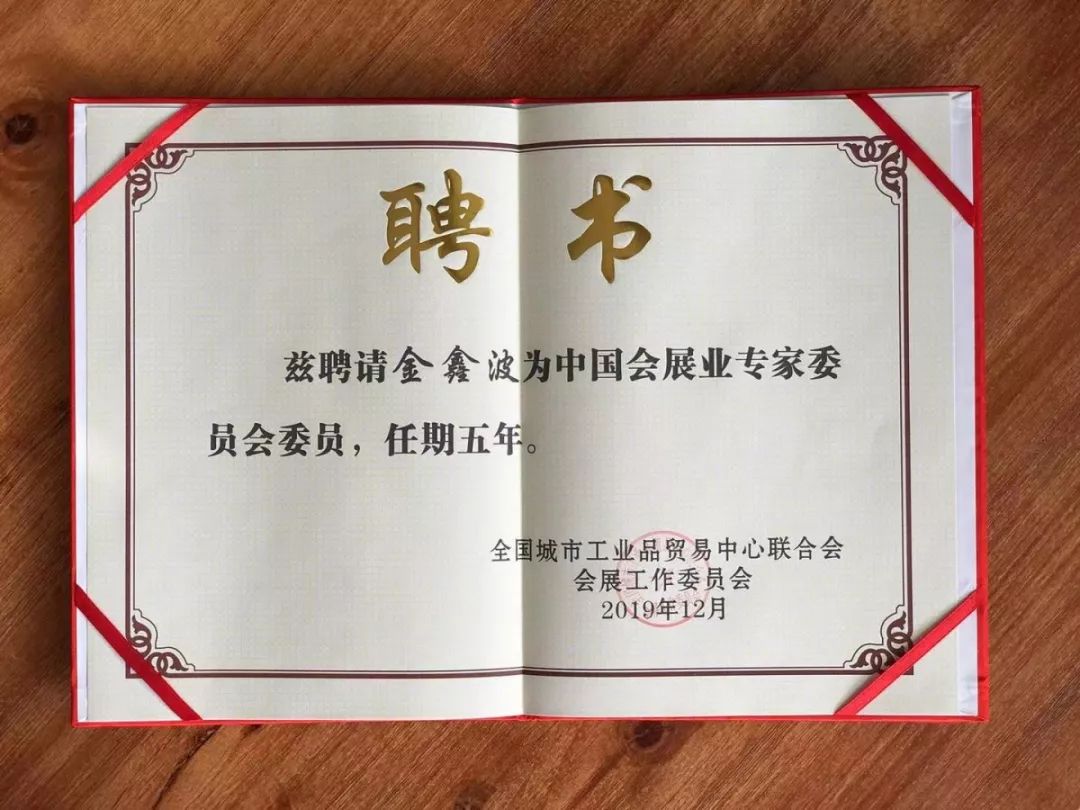 聘书
兹聘请金鑫波为中国会展业专家委
员会委员，任期五年。
全国城市工业品贸易中心联合会
会展工作委员会
2019年12月